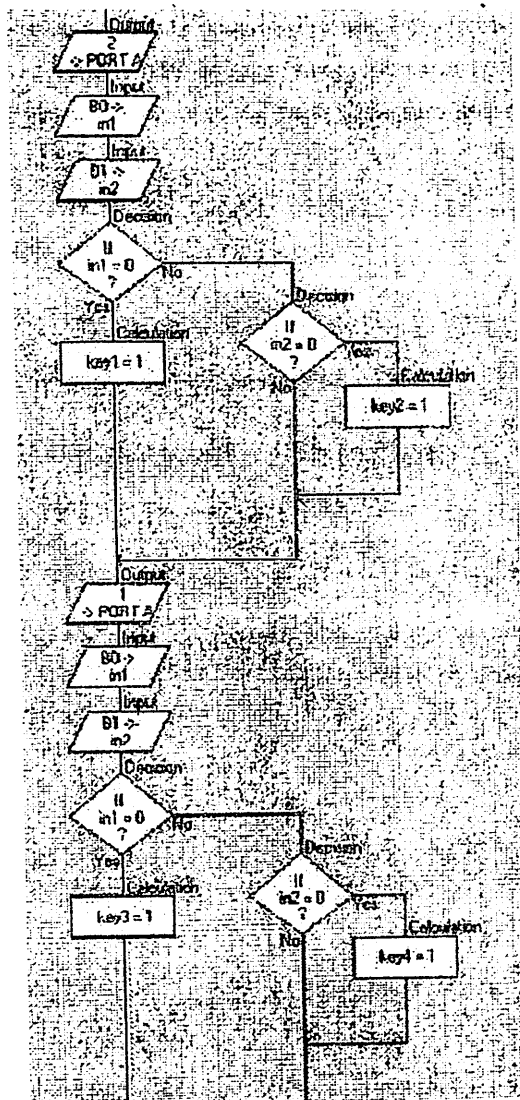 Output
2
-> PORTA
Input
B0 ->
in1
Input
B1 ->
in2
Decision
If
in1 = 0
?
No
Yes
Calculation
key1 = 1
Decision
If
in2 = 0
?
Yes
No
Calculation
key2 = 1
Output
1
-> PORTA
Input
B0 ->
in1
Input
B1 ->
in2
Decision
If
in1 = 0
?
No
Yes
Calculation
key3 = 1
Decision
If
in2 = 0
?
Yes
No
Calculation
key4 = 1